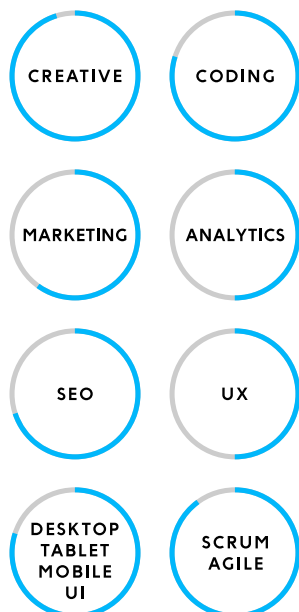 CREATIVE
CODING
MARKETING
ANALYTICS
SEO
UX
DESKTOP
TABLET
MOBILE
UI
SCRUM
AGILE